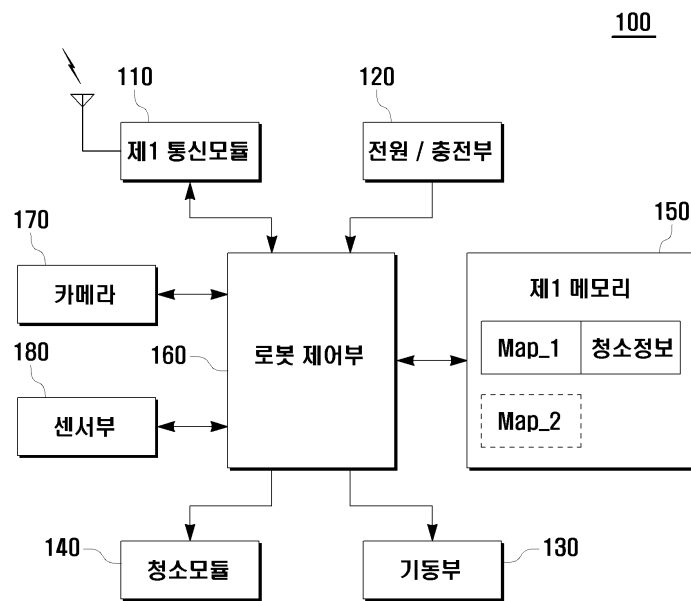 100
110
120
제1 통신모듈
전원 / 충전부
170
150
카메라
제1 메모리
160
로봇 제어부
Map_1
청소정보
180
센서부
Map_2
140
청소모듈
기동부
130